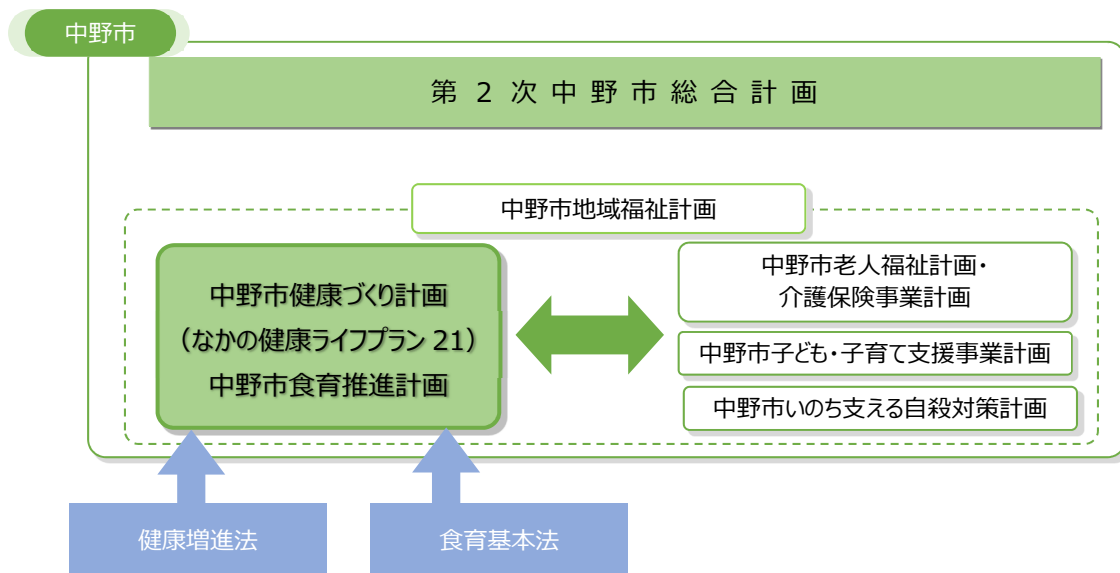 中野市
第 2 次 中 野 市 総 合 計 画
中野市地域福祉計画
中野市健康づくり計画
（なかの健康ライフプラン 21）
中野市食育推進計画
中野市老人福祉計画・
介護保険事業計画
中野市子ども・子育て支援事業計画
中野市いのち支える自殺対策計画
健康増進法
食育基本法